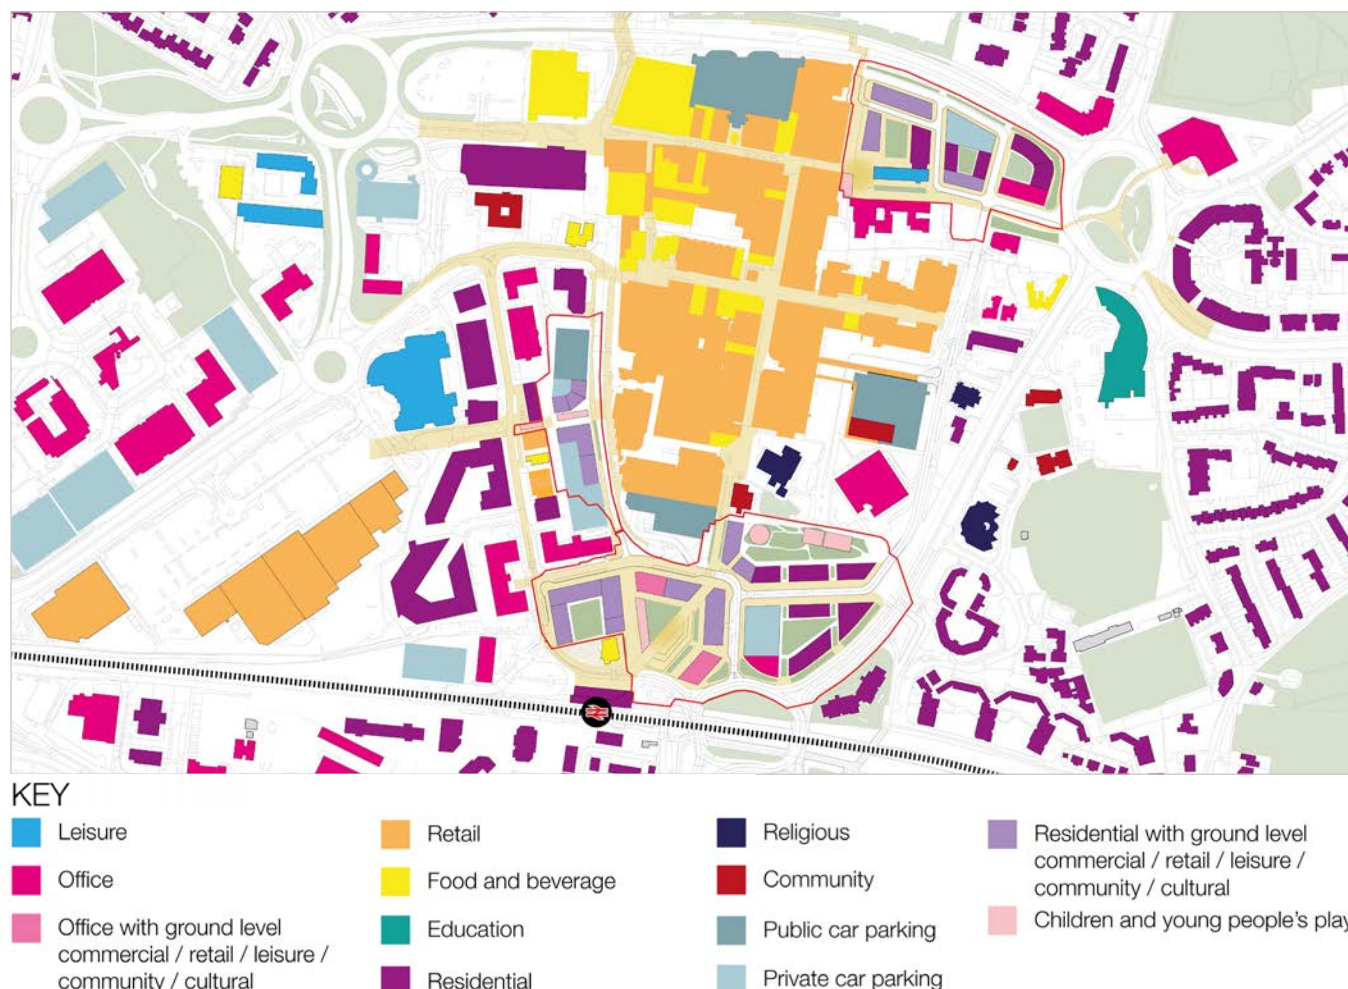 KEY
Leisure
Office
Office with ground level
commercial / retail / leisure /
community / cultural
Retail
Food and beverage
Education
Residential
Religious
Community
Public car parking
Private car parking
Residential with ground level
commercial / retail / leisure /
community / cultural
Children and young people's play